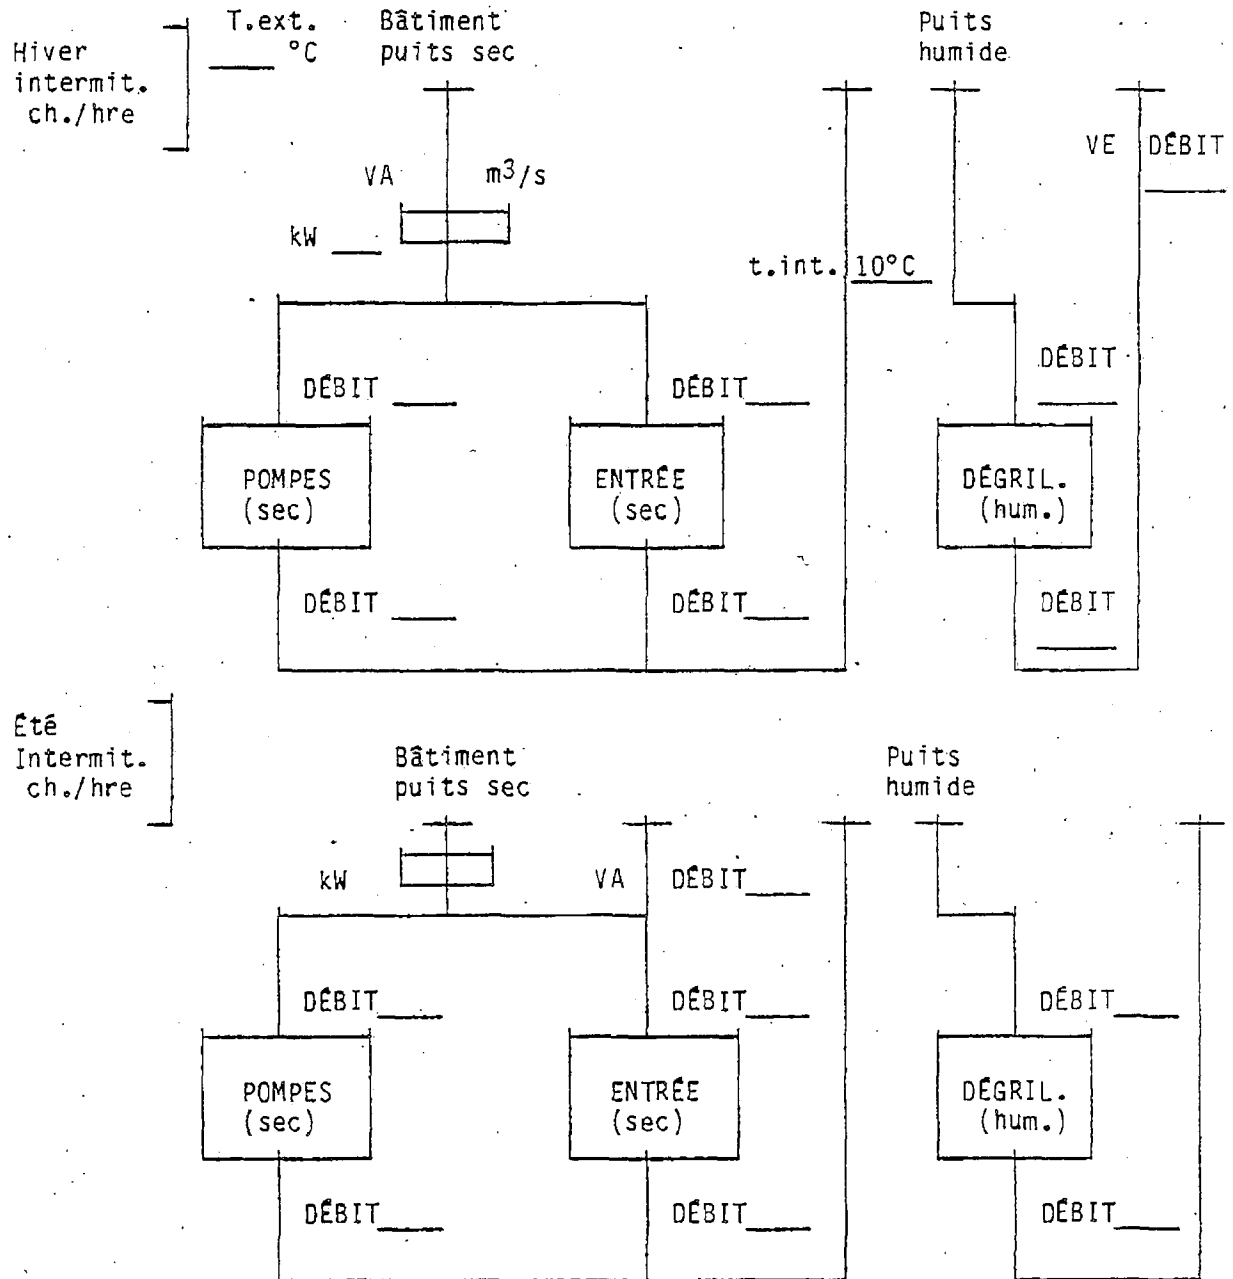 T.ext.
°C
Bâtiment
puits sec
Puits
humide
Hiver
intermit.
ch./hre
VA
m3/s
VE
DÉBIT
kW
t.int.
10°C
DÉBIT
DÉBIT
DÉBIT
POMPES
(sec)
ENTRÉE
(sec)
DÉGRIL.
(hum.)
DÉBIT
DÉBIT
DÉBIT
Été
Intermit.
ch./hre
Bâtiment
puits sec
Puits
humide
kW
VA
DÉBIT
DÉBIT
DÉBIT
DÉBIT
POMPES
(sec)
ENTRÉE
(sec)
DÉGRIL.
(hum.)
DÉBIT
DÉBIT
DÉBIT